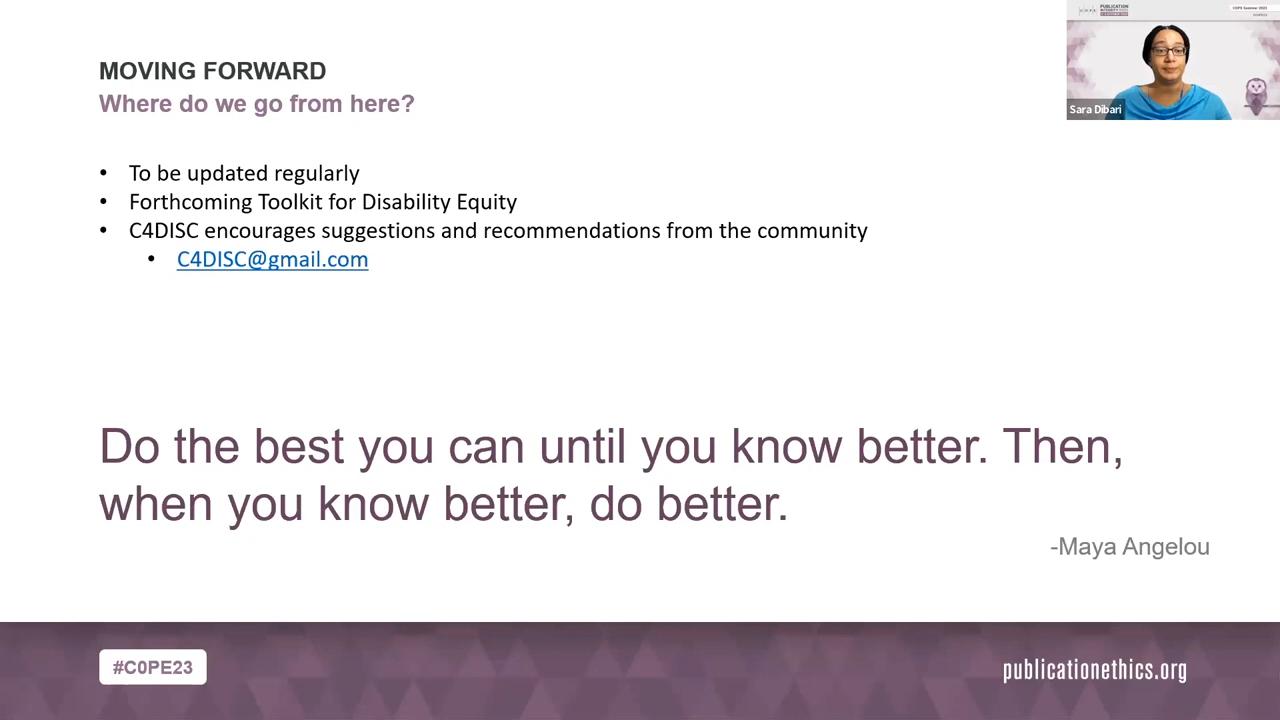 MOVING FORWARD
Where do we go from here?
• To be updated regularly
• Forthcoming Toolkit for Disability Equity
• C4DISC encourages suggestions and recommendations from the community
• C4DISC@gmail.com
Do the best you can until you know better. Then,
when you know better, do better.
-Maya Angelou
#C0PE23
publicationethics.org
PUBLICATION
Sara Dibari